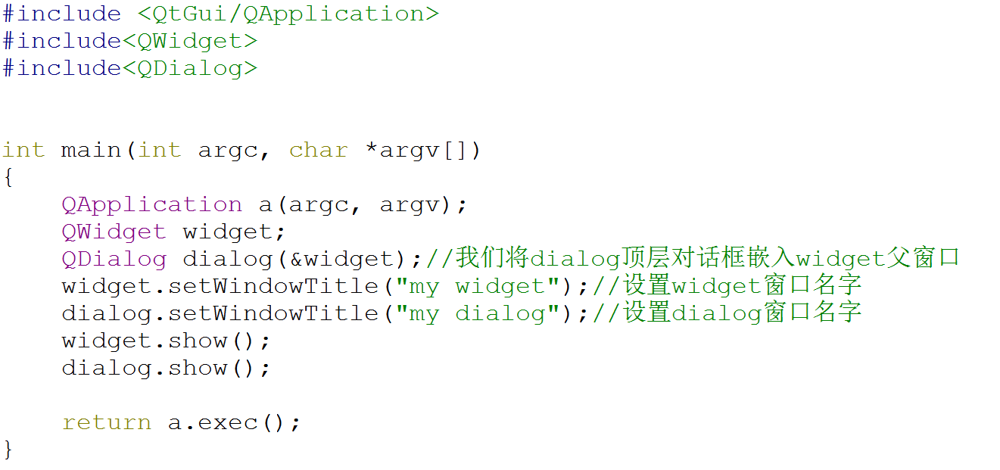 #include <QtGui/QApplication>
#include<QWidget>
#include<QDialog>
int main(int argc, char *argv[])
{
    QApplication a(argc, argv);
    QWidget widget;
    QDialog dialog(&widget);//我们将dialog顶层对话框嵌入widget父窗口
    widget.setWindowTitle("my widget");//设置widget窗口名字
    dialog.setWindowTitle("my dialog");//设置dialog窗口名字
    widget.show();
    dialog.show();
    return a.exec();
}